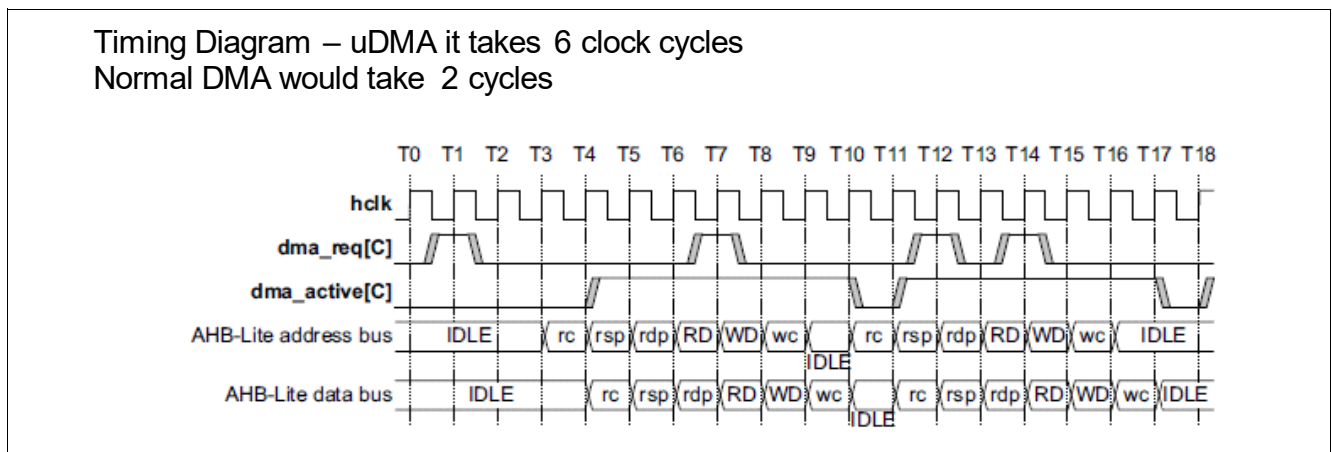 Timing Diagram – uDMA it takes 6 clock cycles
Normal DMA would take 2 cycles
T0 T1 T2 T3 T4 T5 T6 T7 T8 T9 T10 T11 T12 T13 T14 T15 T16 T17 T18
hclk
dma_req[C]
dma_active[C]
AHB-Lite address bus IDLE rc rsp rdp RD WD wc rc rsp rdp RD WD wc IDLE
IDLE
AHB-Lite data bus IDLE rc rsp rdp RD WD wc rc rsp rdp RD WD wc IDLE
IDLE